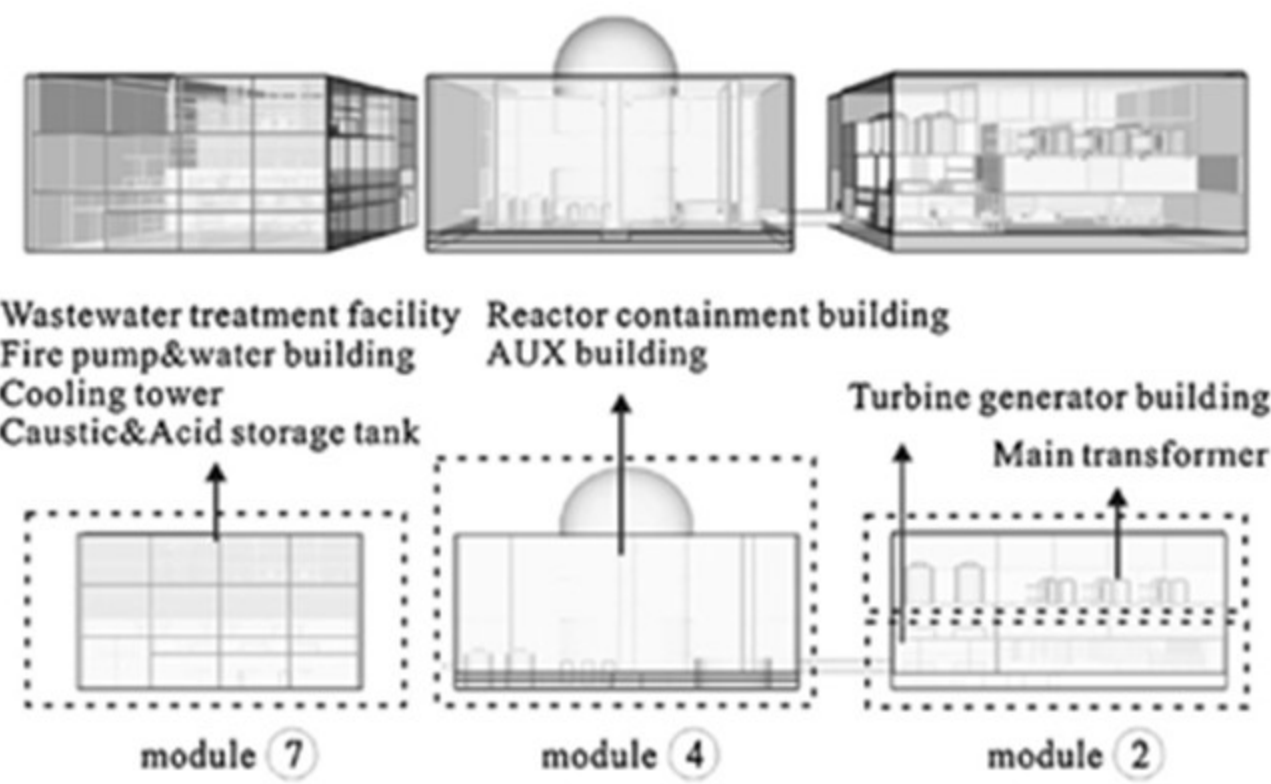 Wastewater treatment facility
Fire pump&water building
Cooling tower
Caustic&Acid storage tank
Reactor containment building
AUX building
Turbine generator building
Main transformer
module 7
module 4
module 2